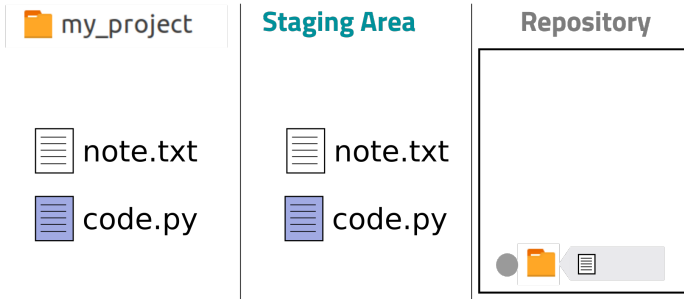 my_project
Staging Area
Repository
note.txt
note.txt
code.py
code.py